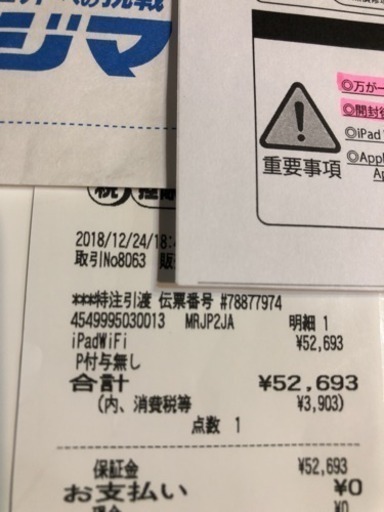 ジマ
◎万が一
◎開封後
◎iPad
◎Appl
Ap
重要事項
2018/12/24/18:
取引No8063
***特注引渡 伝票番号 #78877974
4549995030013 MRJP2JA 明細 1
iPadWiFi ¥52,693
P付与無し
合計 ¥52,693
(内、消費税等 ¥3,903)
点数 1
保証金 ¥52,693
お支払い ¥0
¥0